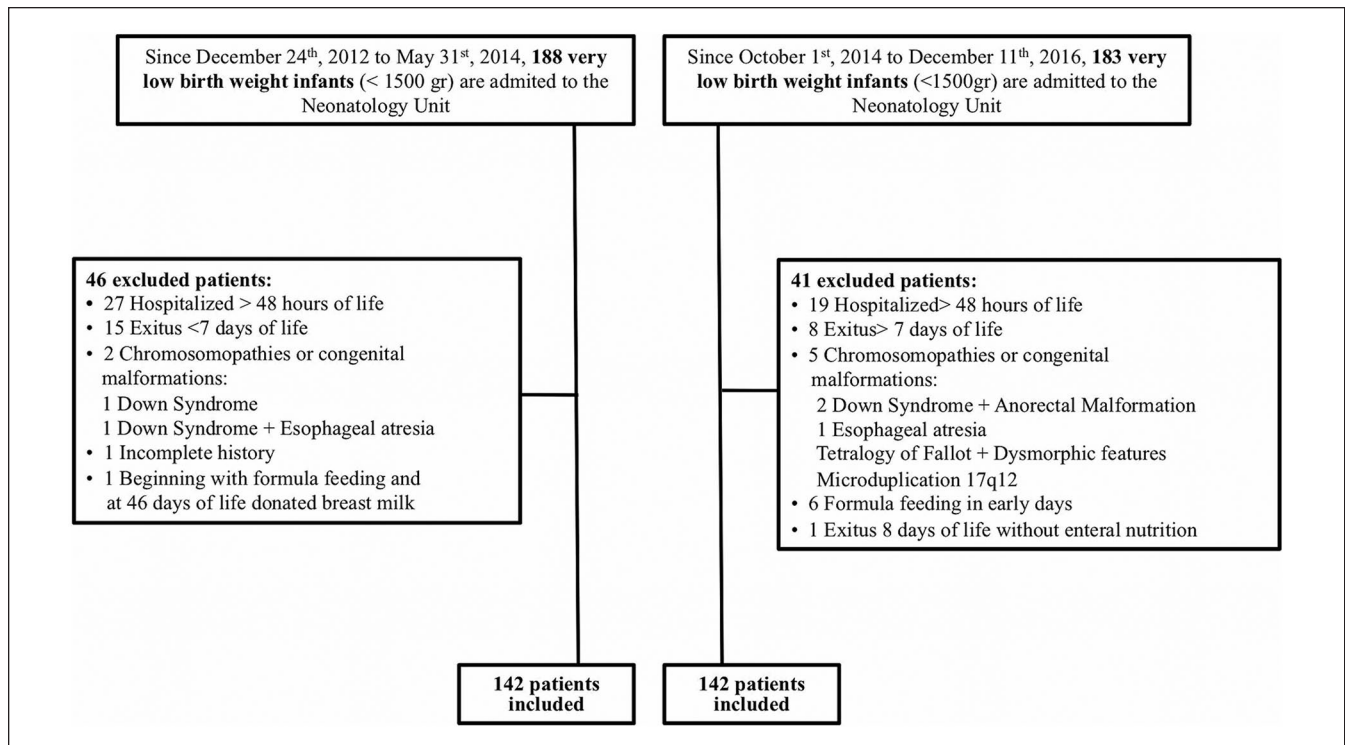 Since December 24th, 2012 to May 31st, 2014, 188 very
low birth weight infants (< 1500 gr) are admited to the
Neonatology Unit
Since October 1st, 2014 to December 11th, 2016, 183 very
low birth weight infants (<1500gr) are admitted to the
Neonatology Unit
46 excluded patients:
• 27 Hospitalized > 48 hours of life
• 15 Exitus <7 days of life
• 2 Chromosomopathies or congenital
malformations:
1 Down Syndrome
1 Down Syndrome + Esophageal atresia
• 1 Incomplete history
• 1 Beginning with formula feeding and
at 46 days of life donated breast milk
41 excluded patients:
• 19 Hospitalized> 48 hours of life
• 8 Exitus> 7 days of life
• 5 Chromosomopathies or congenital
malformations:
2 Down Syndrome + Anorectal Malformation
1 Esophageal atresia
Tetralogy of Fallot + Dysmorphic features
Microduplication 17q12
• 6 Formula feeding in early days
• 1 Exitus 8 days of life without enteral nutrition
142 patients
included
142 patients
included